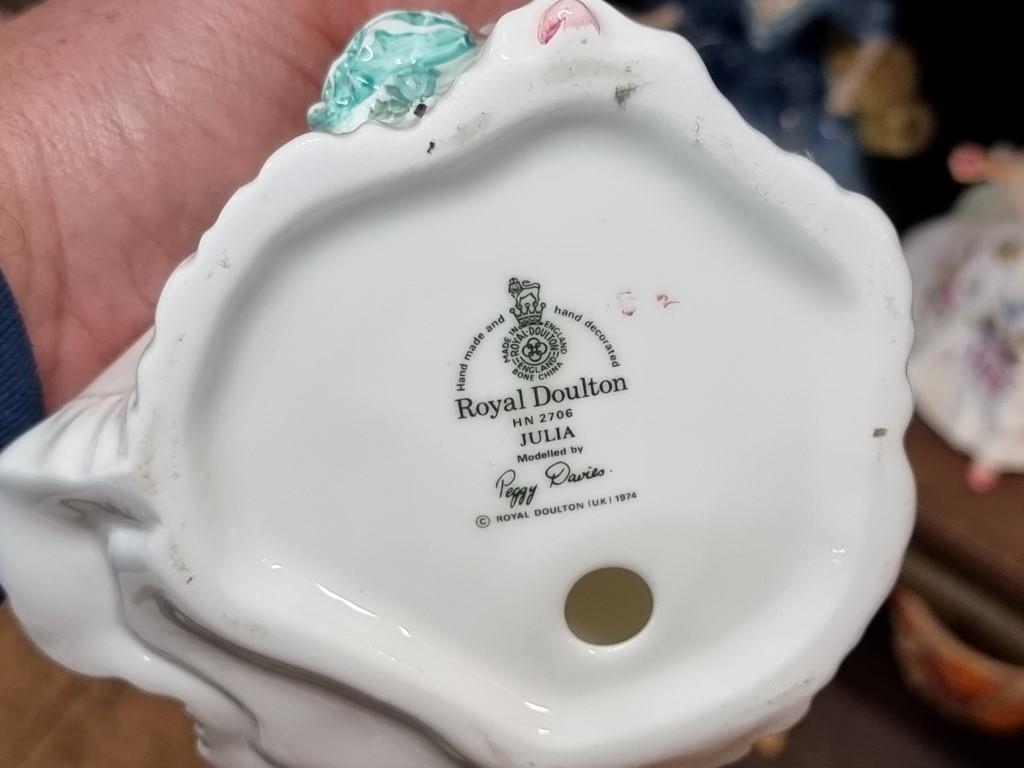 Hand made and hand decorated
MADE IN ENGLAND
ROYAL·DOULTON
ENGLAND
BONE CHINA
Royal Doulton
HN 2706
JULIA
Modelled by
Peggy Davies.
© ROYAL DOULTON (UK) 1974